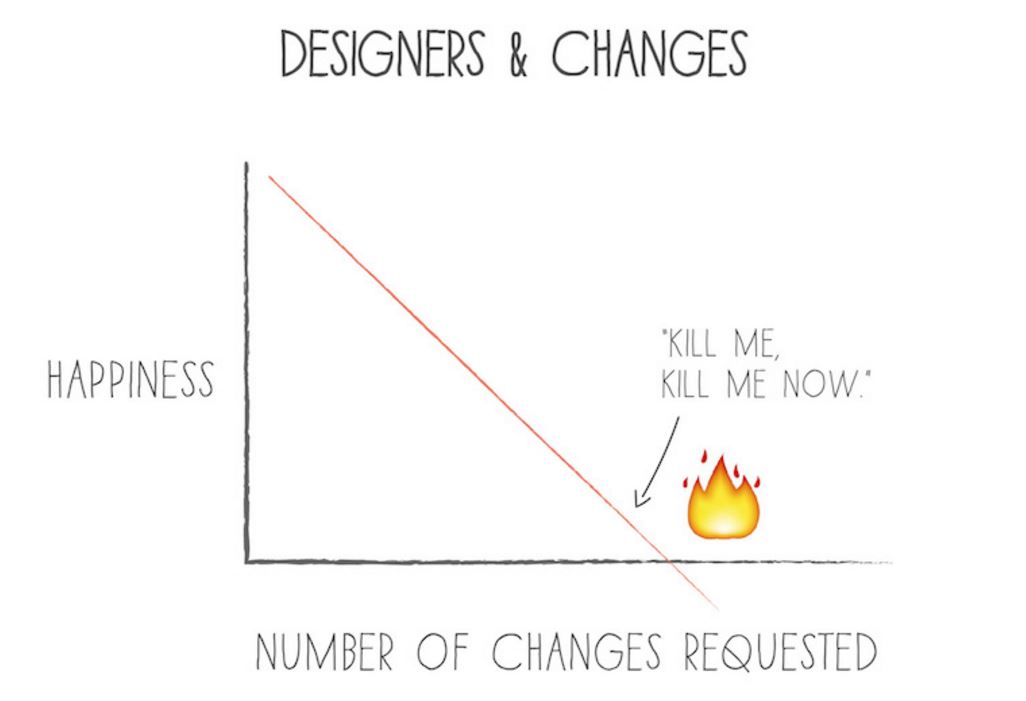 DESIGNERS & CHANGES
HAPPINESS
"KILL ME,
KILL ME NOW."
NUMBER OF CHANGES REQUESTED